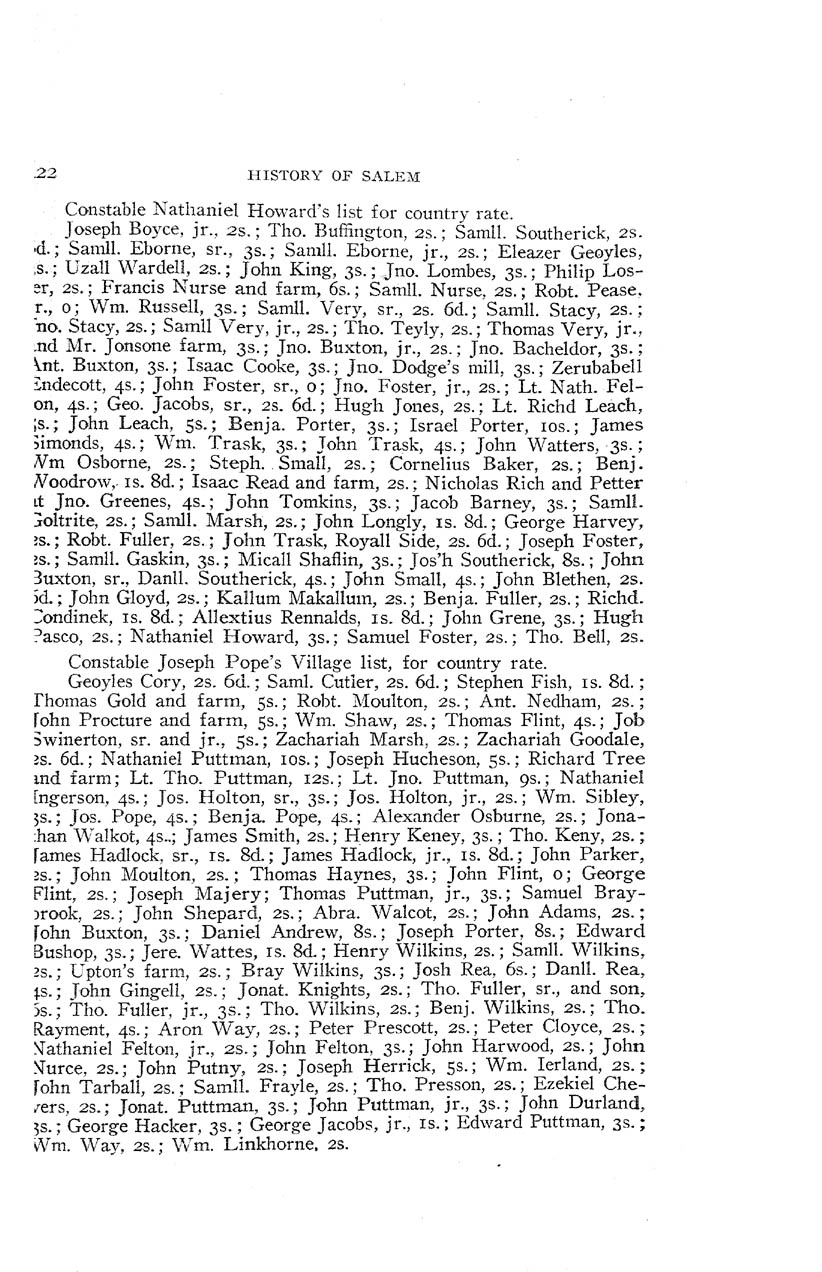 22 HISTORY OF SALEM
Constable Nathaniel Howard's list for country rate.
Joseph Boyce, jr., 2s.; Tho. Buffington, 2s.; Samll. Southerick, 2s.
d.; Samll. Eborne, sr., 3s.; Samll. Eborne, jr., 2s.; Eleazer Geoyles,
s.; Uzall Wardell, 2s.; John King, 3s.; Jno. Lombes, 3s.; Philip Los-
er, 2s.; Francis Nurse and farm, 6s.; Samll. Nurse, 2s.; Robt. Pease,
r., 0; Wm. Russell, 3s.; Samll. Very, sr., 2s. 6d.; Samll. Stacy, 2s.;
no. Stacy, 2s.; Samll Very, jr., 2s.; Tho. Teyly, 2s.; Thomas Very, jr.,
nd Mr. Jonsone farm, 3s.; Jno. Buxton, jr., 2s.; Jno. Bacheldor, 3s.;
Ant. Buxton, 3s.; Isaac Cooke, 3s.; Jno. Dodge's mill, 3s.; Zerubabell
Endecott, 4s.; John Foster, sr., 0; Jno. Foster, jr., 2s.; Lt. Nath. Fel-
on, 4s.; Geo. Jacobs, sr., 2s. 6d.; Hugh Jones, 2s.; Lt. Richd Leach,
s.; John Leach, 5s.; Benja. Porter, 3s.; Israel Porter, 10s.; James
Simonds, 4s.; Wm. Trask, 3s.; John Trask, 4s.; John Watters, 3s.;
Wm Osborne, 2s.; Steph. Small, 2s.; Cornelius Baker, 2s.; Benj.
Woodrow, 1s. 8d.; Isaac Read and farm, 2s.; Nicholas Rich and Petter
at Jno. Greenes, 4s.; John Tomkins, 3s.; Jacob Barney, 3s.; Samll.
Goltrite, 2s.; Samll. Marsh, 2s.; John Longly, 1s. 8d.; George Harvey,
2s.; Robt. Fuller, 2s.; John Trask, Royall Side, 2s. 6d.; Joseph Foster,
2s.; Samll. Gaskin, 3s.; Micall Shaflin, 3s.; Jos'h Southerick, 8s.; John
Buxton, sr., Danll. Southerick, 4s.; John Small, 4s.; John Blethen, 2s.
6d.; John Gloyd, 2s.; Kallum Makallum, 2s.; Benja. Fuller, 2s.; Richd.
Condinek, 1s. 8d.; Allextius Rennalds, 1s. 8d.; John Grene, 3s.; Hugh
Pasco, 2s.; Nathaniel Howard, 3s.; Samuel Foster, 2s.; Tho. Bell, 2s.
Constable Joseph Pope's Village list, for country rate.
Geoyles Cory, 2s. 6d.; Saml. Cutler, 2s. 6d.; Stephen Fish, 1s. 8d.;
Thomas Gold and farm, 5s.; Robt. Moulton, 2s.; Ant. Nedham, 2s.;
John Procture and farm, 5s.; Wm. Shaw, 2s.; Thomas Flint, 4s.; Job
Swinerton, sr. and jr., 5s.; Zachariah Marsh, 2s.; Zachariah Goodale,
2s. 6d.; Nathaniel Puttman, 10s.; Joseph Hucheson, 5s.; Richard Tree
and farm; Lt. Tho. Puttman, 12s.; Lt. Jno. Puttman, 9s.; Nathaniel
Ingerson, 4s.; Jos. Holton, sr., 3s.; Jos. Holton, jr., 2s.; Wm. Sibley,
3s.; Jos. Pope, 4s.; Benja. Pope, 4s.; Alexander Osburne, 2s.; Jona-
than Walkot, 4s..; James Smith, 2s.; Henry Keney, 3s.; Tho. Keny, 2s.;
James Hadlock, sr., 1s. 8d.; James Hadlock, jr., 1s. 8d.; John Parker,
2s.; John Moulton, 2s.; Thomas Haynes, 3s.; John Flint, 0; George
Flint, 2s.; Joseph Majery; Thomas Puttman, jr., 3s.; Samuel Bray-
brook, 2s.; John Shepard, 2s.; Abra. Walcot, 2s.; John Adams, 2s.;
John Buxton, 3s.; Daniel Andrew, 8s.; Joseph Porter, 8s.; Edward
Bushop, 3s.; Jere. Wattes, 1s. 8d.; Henry Wilkins, 2s.; Samll. Wilkins,
2s.; Upton's farm, 2s.; Bray Wilkins, 3s.; Josh Rea, 6s.; Danll. Rea,
4s.; John Gingell, 2s.; Jonat. Knights, 2s.; Tho. Fuller, sr., and son,
5s.; Tho. Fuller, jr., 3s.; Tho. Wilkins, 2s.; Benj. Wilkins, 2s.; Tho.
Rayment, 4s.; Aron Way, 2s.; Peter Prescott, 2s.; Peter Cloyce, 2s.;
Nathaniel Felton, jr., 2s.; John Felton, 3s.; John Harwood, 2s.; John
Nurce, 2s.; John Putny, 2s.; Joseph Herrick, 5s.; Wm. Ierland, 2s.;
John Tarball, 2s.; Samll. Frayle, 2s.; Tho. Presson, 2s.; Ezekiel Che-
vers, 2s.; Jonat. Puttman, 3s.; John Puttman, jr., 3s.; John Durland,
3s.; George Hacker, 3s.; George Jacobs, jr., 1s.; Edward Puttman, 3s.;
Wm. Way, 2s.; Wm. Linkhorne, 2s.